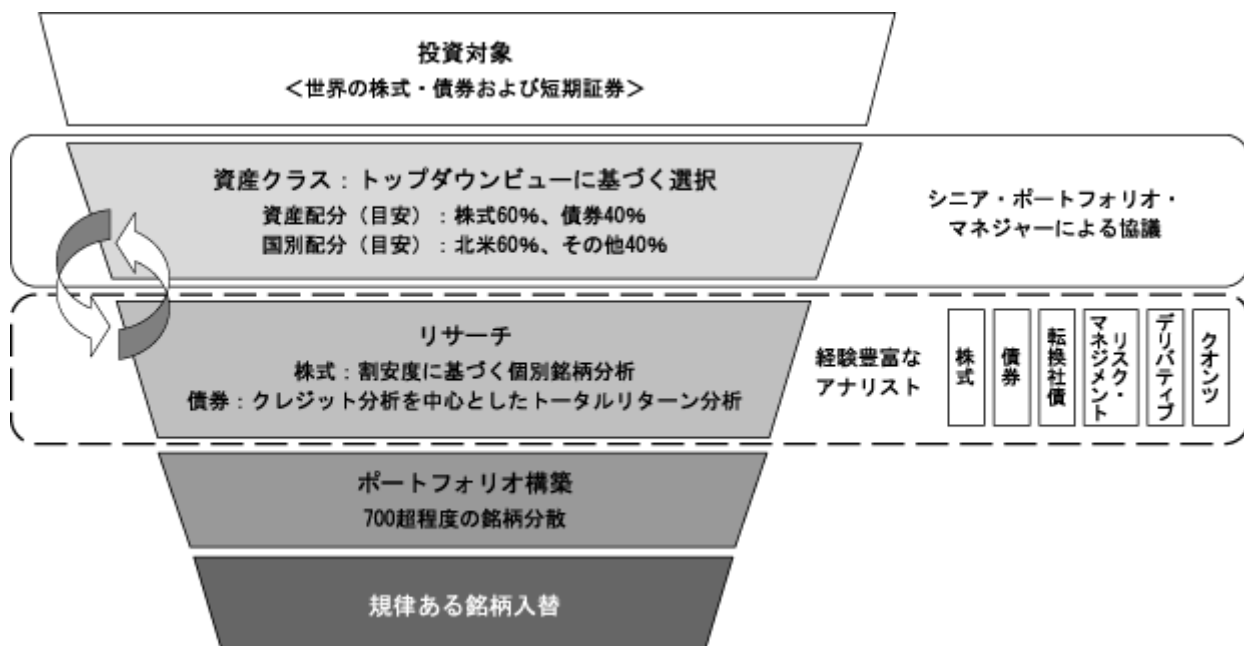 投資対象
＜世界の株式・債券および短期証券＞
資産クラス：トップダウンビューに基づく選択
資産配分（目安）：株式60％、債券40％
国別配分（目安）：北米60％、その他40％
シニア・ポートフォリオ・
マネジャーによる協議
リサーチ
株式：割安度に基づく個別銘柄分析
債券：クレジット分析を中心としたトータルリターン分析
経験豊富な
アナリスト
株式
債券
転換社債
リスク・
マネジメント
デリバティブ
クオンツ
ポートフォリオ構築
700超程度の銘柄分散
規律ある銘柄入替